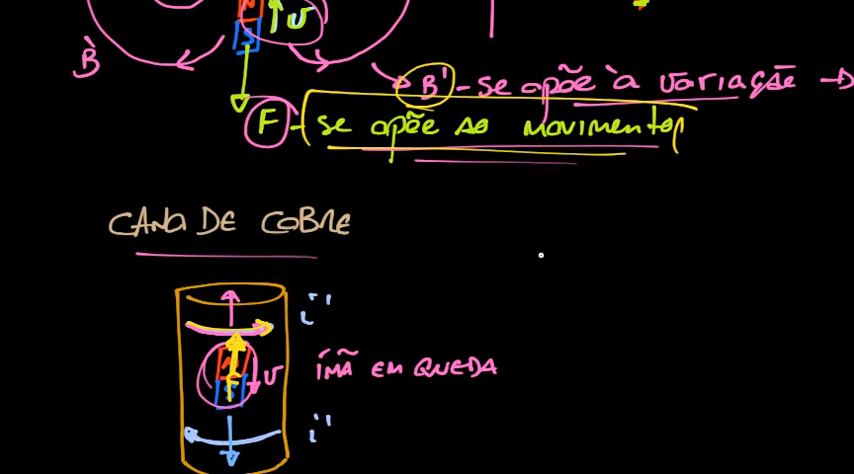 N
S v
B
B' - se opõe à variação →
F - se opõe ao movimento
CANO DE COBRE
i''
N
S v ÍMÃ EM QUEDA
i''